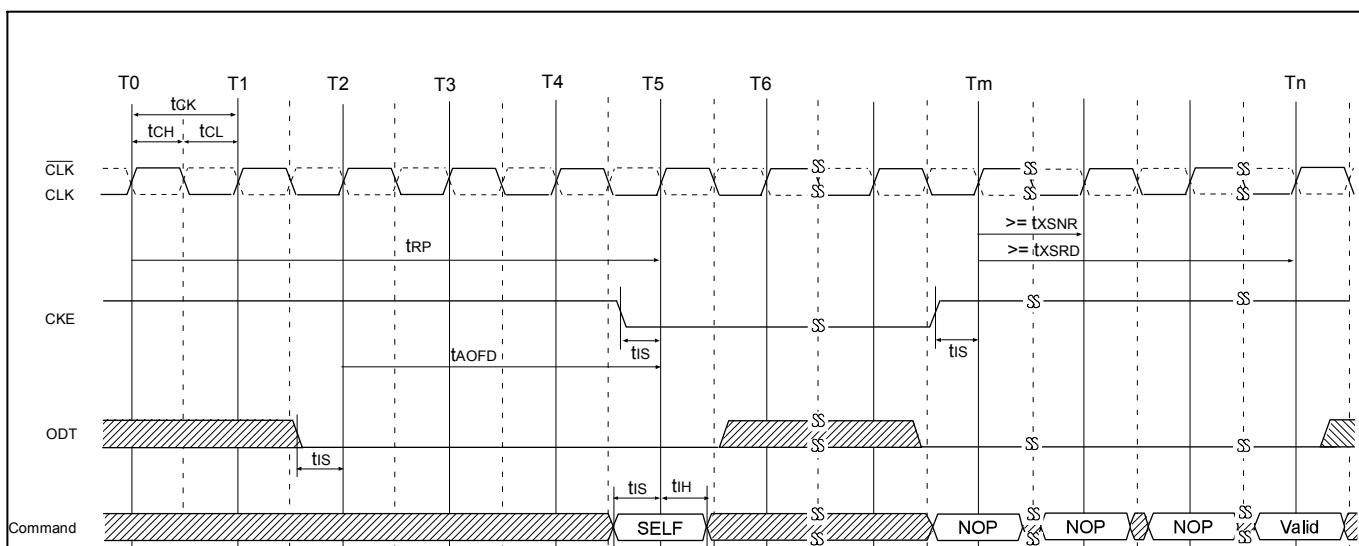 T0 T1 T2 T3 T4 T5 T6 Tm Tn
tCK
tCH tCL
CLK
CLK
>= tXSNR
tRP
>= tXSRD
CKE
tIS tIS
tAOFD
ODT
tIS
tIS tIH
Command SELF NOP NOP NOP Valid